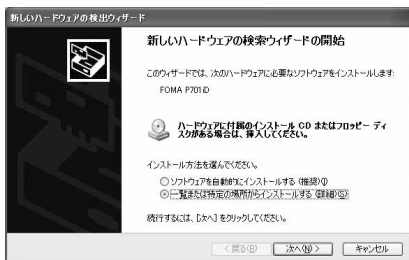 新しいハードウェアの検出ウィザード
新しいハードウェアの検索ウィザードの開始
このウィザードでは、次のハードウェアに必要なソフトウェアをインストールします:
FOMA P701iD
ハードウェアに付属のインストール CD またはフロッピー ディ
スクがある場合は、挿入してください。
インストール方法を選んでください。
ソフトウェアを自動的にインストールする (推奨)(I)
一覧または特定の場所からインストールする (詳細)(S)
続行するには、[次へ] をクリックしてください。
< 戻る(B)
次へ(N) >
キャンセル